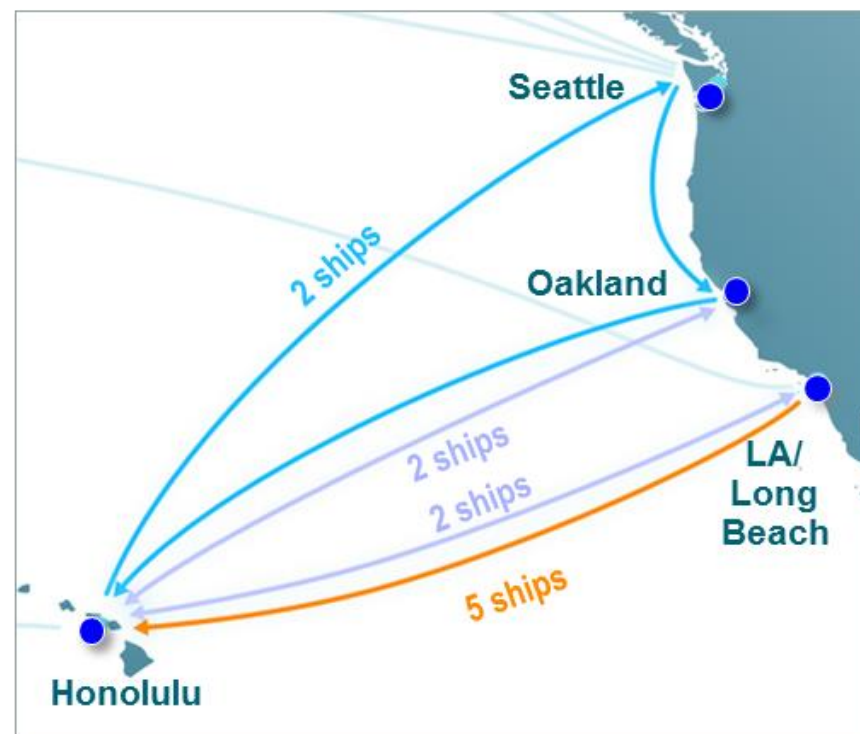 Seattle
2 ships
Oakland
2 ships
2 ships
LA/
Long
Beach
5 ships
Honolulu